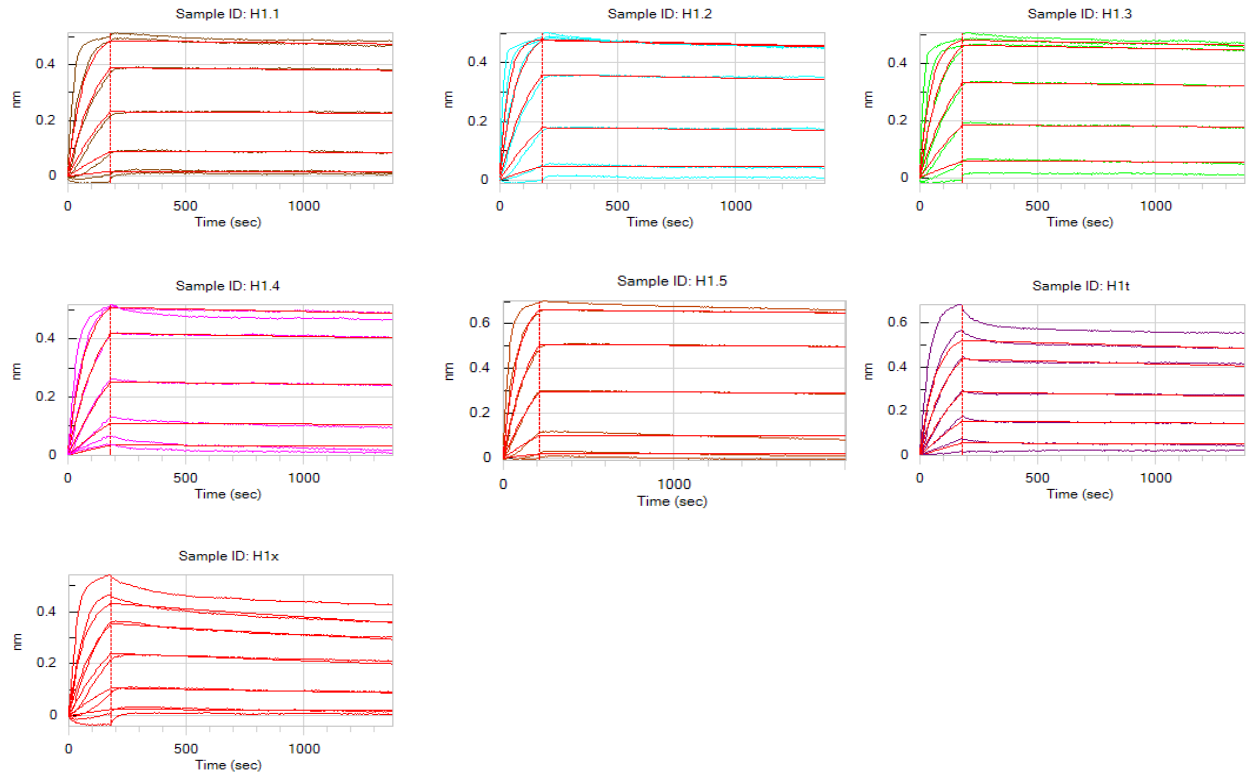 Sample ID: H1.1
0.4
0.2
0
nm
0
500
1000
Time (sec)
Sample ID: H1.2
0.4
0.2
0
nm
0
500
1000
Time (sec)
Sample ID: H1.3
0.4
0.2
0
nm
0
500
1000
Time (sec)
Sample ID: H1.4
0.4
0.2
0
nm
0
500
1000
Time (sec)
Sample ID: H1.5
0.6
0.4
0.2
0
nm
0
1000
Time (sec)
Sample ID: H1t
0.6
0.4
0.2
0
nm
0
500
1000
Time (sec)
Sample ID: H1x
0.4
0.2
0
nm
0
500
1000
Time (sec)